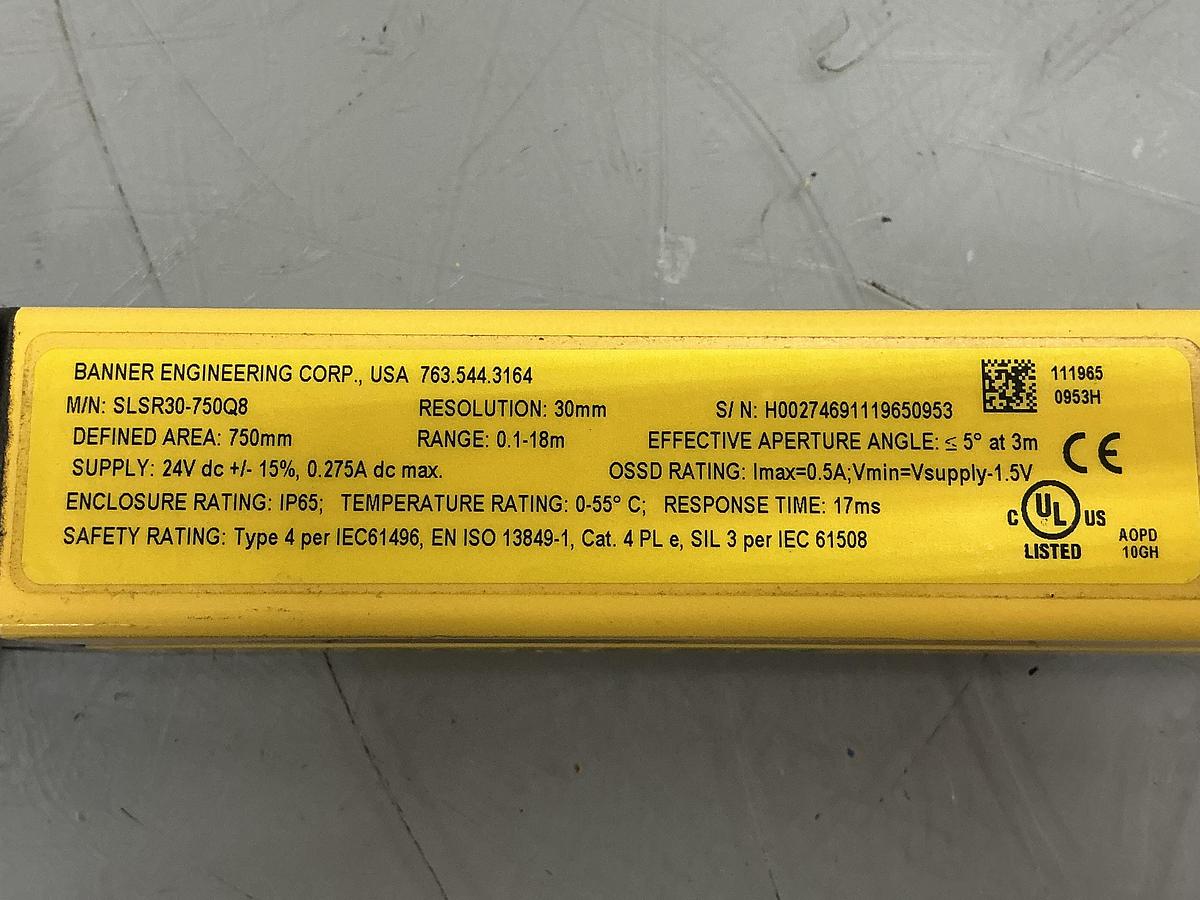 BANNER ENGINEERING CORP., USA 763.544.3164
111965
0953H
M/N: SLSR30-750Q8 RESOLUTION: 30mm S/ N: H00274691119650953
DEFINED AREA: 750mm RANGE: 0.1-18m EFFECTIVE APERTURE ANGLE: ≤ 5° at 3m
CE
SUPPLY: 24V dc +/- 15%, 0.275A dc max. OSSD RATING: Imax=0.5A;Vmin=Vsupply-1.5V
ENCLOSURE RATING: IP65; TEMPERATURE RATING: 0-55° C; RESPONSE TIME: 17ms
C UL US
LISTED
SAFETY RATING: Type 4 per IEC61496, EN ISO 13849-1, Cat. 4 PL e, SIL 3 per IEC 61508
AOPD
10GH